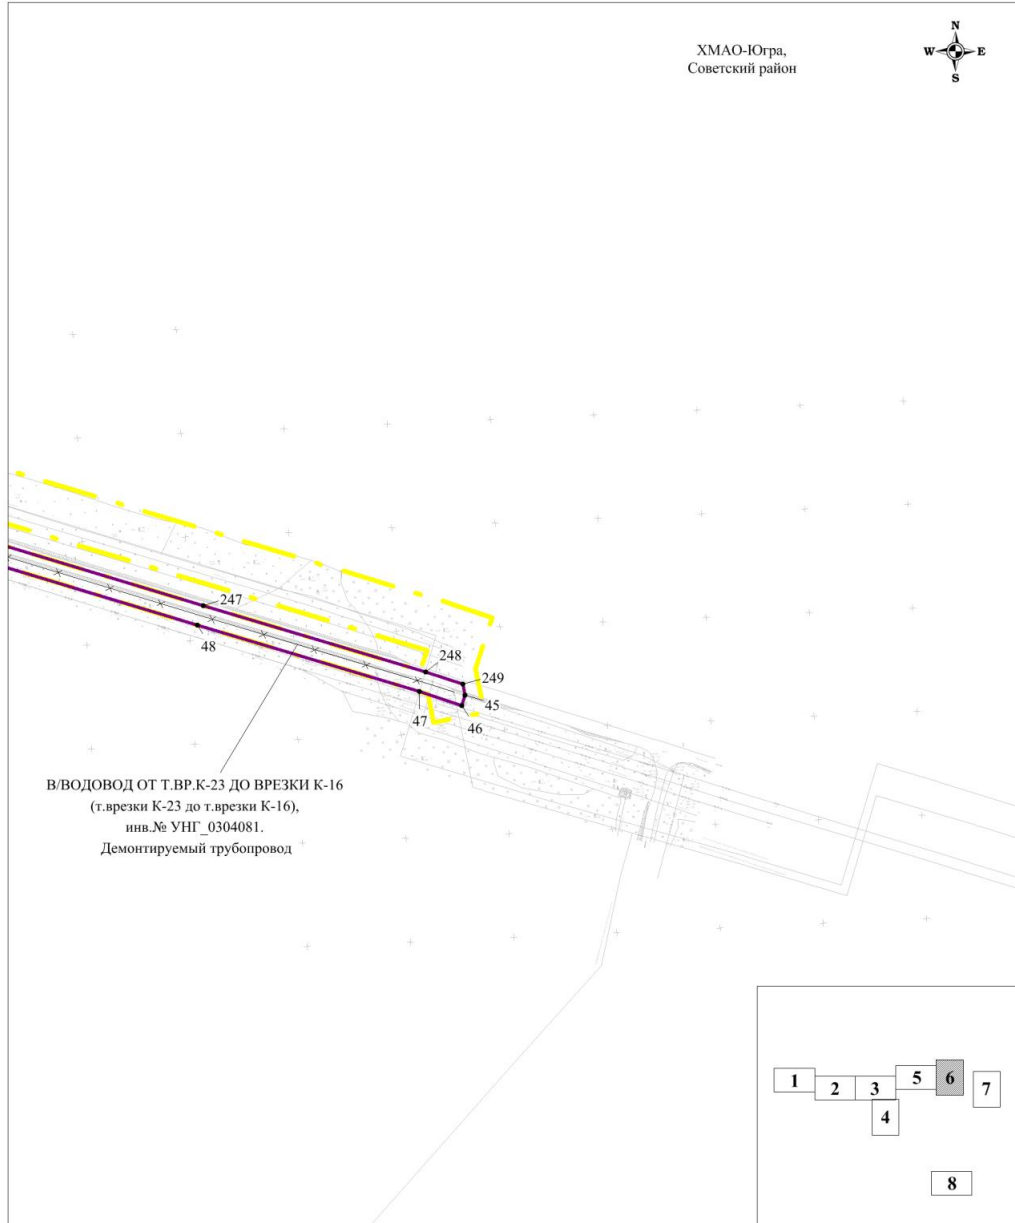 ХМАО-Югра,
Советский район
N
W E
S
247
48
248
249
45
47
46
В/ВОДОВОД ОТ Т.ВР.К-23 ДО ВРЕЗКИ К-16
(т.врезки К-23 до т.врезки К-16),
инв.№ УНГ_0304081.
Демонтируемый трубопровод
1
2
3
4
5
6
7
8